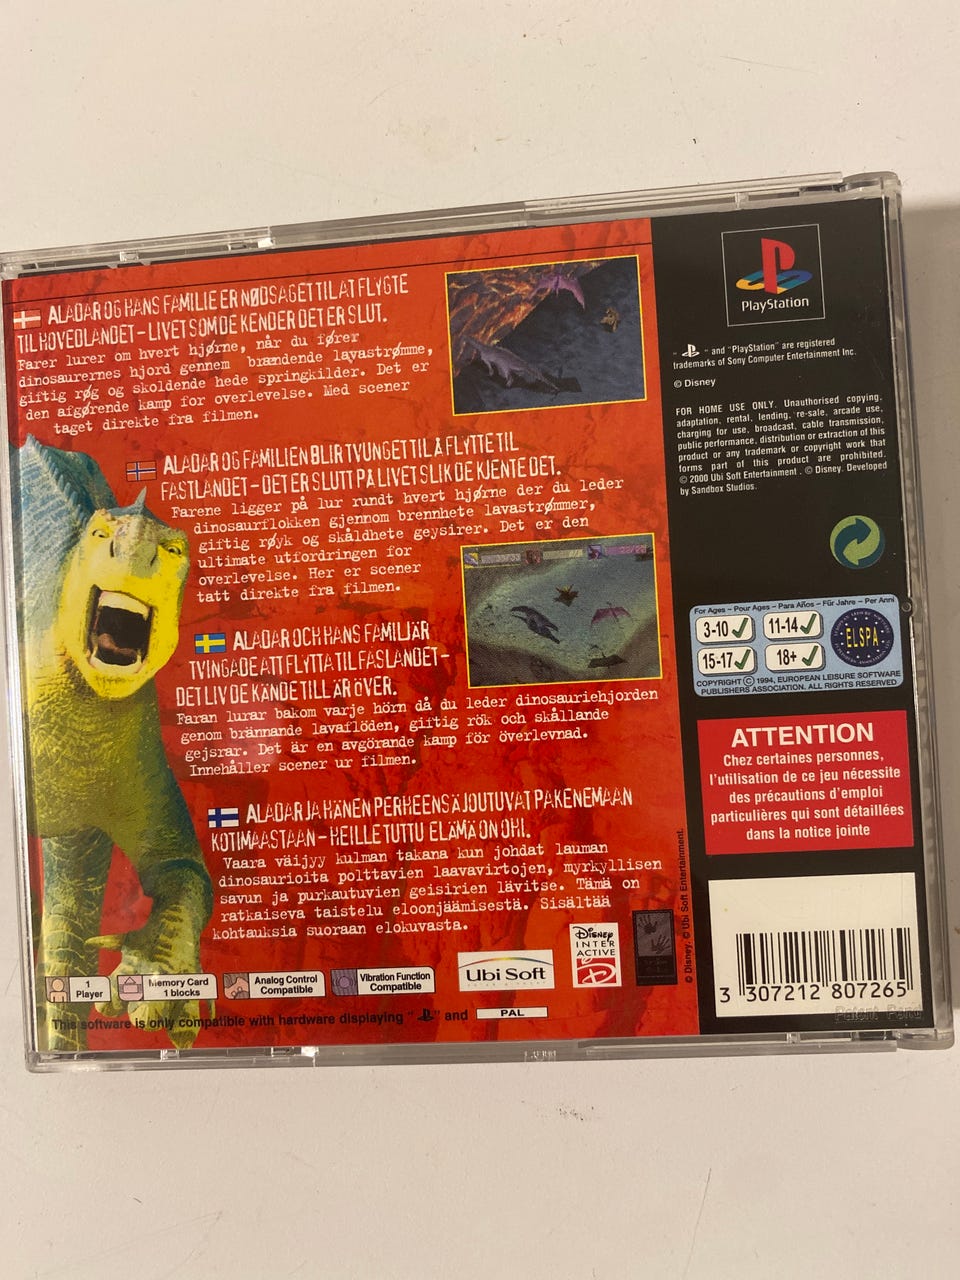 ALADAR OG HANS FAMILIE ER NØDSAGET TIL AT FLYGTE
TIL HOVEDLANDET – LIVET SOM DE KENDER DET ER SLUT.
Farer lurer om hvert hjørne, når du fører
dinosaurernes hjord gennem brændende lavastrømme,
giftig røg og skoldende hede springkilder. Det er
den afgørende kamp for overlevelse. Med scener
taget direkte fra filmen.
ALADAR OG FAMILIEN BLIR TVUNGET TIL Å FLYTTE TIL
FASTLANDET – DET ER SLUTT PÅ LIVET SLIK DE KJENTE DET.
Farene ligger på lur rundt hvert hjørne der du leder
dinosaurflokken gjennom brennhete lavastrømmer,
giftig røyk og skåldhete geysirer. Det er den
ultimate utfordringen for
overlevelse. Her er scener
tatt direkte fra filmen.
ALADAR OCH HANS FAMILJ ÄR
TVINGADE ATT FLYTTA TILL FASLANDET –
DET LIV DE KÄNDE TILL ÄR ÖVER.
Faran lurar bakom varje hörn då du leder dinosauriehjorden
genom brännande lavaflöden, giftig rök och skållande
gejsrar. Det är en avgörande kamp för överlevnad.
Innehåller scener ur filmen.
ALADAR JA HÄNEN PERHEENSÄ JOUTUVAT PAKENEMAAN
KOTIMAASTAAN – HEILLE TUTTU ELÄMÄ ON OHI.
Vaara väijyy kulman takana kun johdat lauman
dinosaurioita polttavien laavavirtojen, myrkyllisen
savun ja purkautuvien geisirien lävitse. Tämä on
ratkaiseva taistelu eloonjäämisestä. Sisältää
kohtauksia suoraan elokuvasta.
1
Player
Memory Card
1 blocks
Analog Control
Compatible
Vibration Function
Compatible
Ubi Soft
ENTERTAINMENT
Disney
INTER
ACTIVE
This software is only compatible with hardware displaying " " and PAL
© Disney. © Ubi Soft Entertainment.
PlayStation
" " and "PlayStation" are registered
trademarks of Sony Computer Entertainment Inc.
© Disney
FOR HOME USE ONLY. Unauthorised copying,
adaptation, rental, lending, re-sale, arcade use,
charging for use, broadcast, cable transmission,
public performance, distribution or extraction of this
product or any trademark or copyright work that
forms part of this product are prohibited.
© 2000 Ubi Soft Entertainment. © Disney. Developed
by Sandbox Studios.
For Ages – Pour Ages – Para Años – Für Jahre – Per Anni
3-10
11-14
15-17
18+
ELSPA
COPYRIGHT © 1994, EUROPEAN LEISURE SOFTWARE
PUBLISHERS ASSOCIATION. ALL RIGHTS RESERVED
ATTENTION
Chez certaines personnes,
l'utilisation de ce jeu nécessite
des précautions d'emploi
particulières qui sont détaillées
dans la notice jointe
3 307212 807265